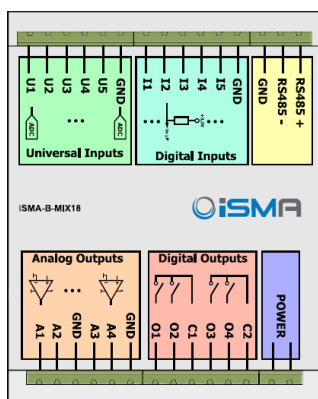 U1 U2 U3 U4 U5 GND
I1 I2 I3 I4 I5 GND
GND RS485 - RS485 +
ADC
ADC
Universal Inputs
Digital Inputs
iSMA-B-MIX18
iSMA
Analog Outputs
Digital Outputs
POWER
A1 A2 GND A3 A4 GND
O1 O2 C1 O3 O4 C2